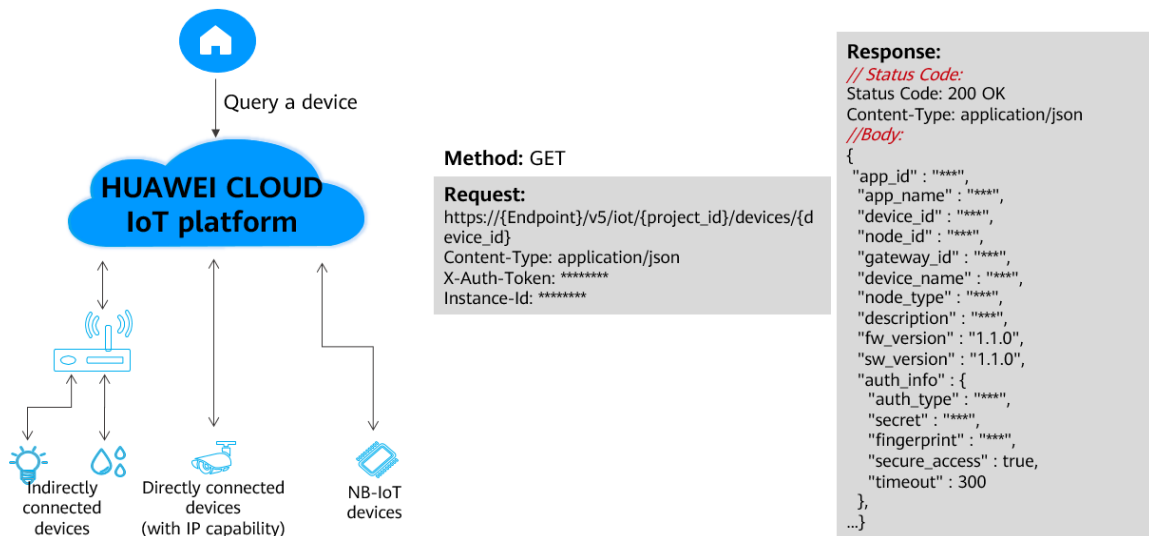 Query a device
HUAWEI CLOUD
IoT platform
Indirectly
connected
devices
Directly connected
devices
(with IP capability)
NB-IoT
devices
Method: GET
Request:
https://{Endpoint}/v5/iot/{project_id}/devices/{d
evice_id}
Content-Type: application/json
X-Auth-Token: ********
Instance-Id: ********
Response:
// Status Code:
Status Code: 200 OK
Content-Type: application/json
//Body:
{
"app_id" : "***",
"app_name" : "***",
"device_id" : "***",
"node_id" : "***",
"gateway_id" : "***",
"device_name" : "***",
"node_type" : "***",
"description" : "***",
"fw_version" : "1.1.0",
"sw_version" : "1.1.0",
"auth_info" : {
"auth_type" : "***",
"secret" : "***",
"fingerprint" : "***",
"secure_access" : true,
"timeout" : 300
},
...}